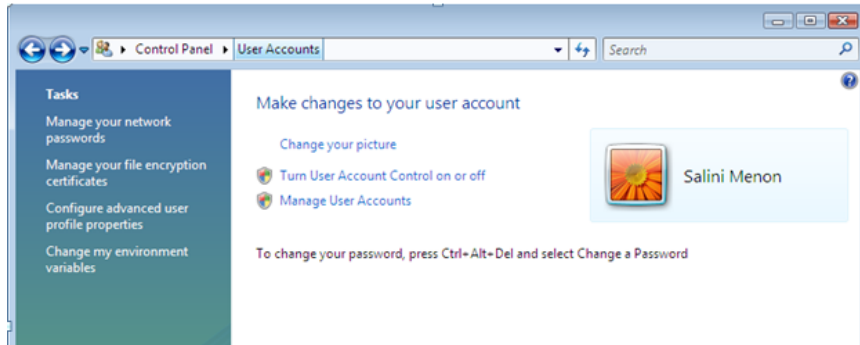 Control Panel User Accounts Search
Tasks
Manage your network
passwords
Manage your file encryption
certificates
Configure advanced user
profile properties
Change my environment
variables
Make changes to your user account
Change your picture
Turn User Account Control on or off
Manage User Accounts
Salini Menon
To change your password, press Ctrl+Alt+Del and select Change a Password